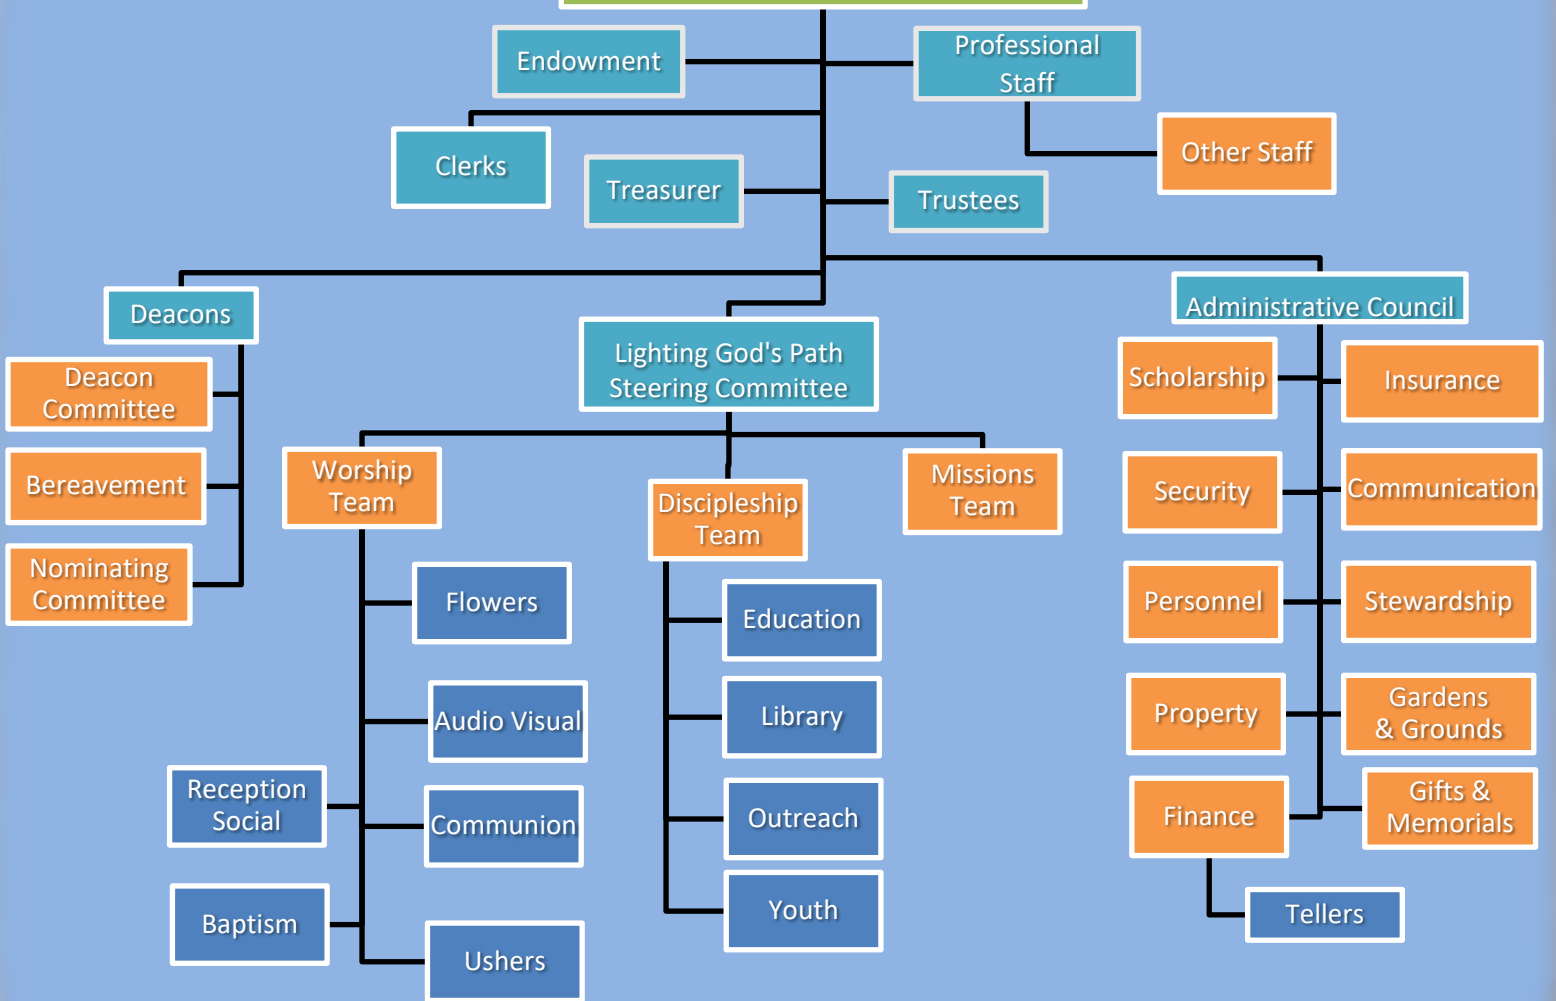 Endowment
Professional
Staff
Clerks
Other Staff
Treasurer
Trustees
Deacons
Lighting God's Path
Steering Committee
Administrative Council
Deacon
Committee
Bereavement
Nominating
Committee
Worship
Team
Discipleship
Team
Missions
Team
Flowers
Audio Visual
Reception
Social
Communion
Baptism
Ushers
Education
Library
Outreach
Youth
Scholarship
Insurance
Security
Communication
Personnel
Stewardship
Property
Gardens
& Grounds
Finance
Gifts &
Memorials
Tellers